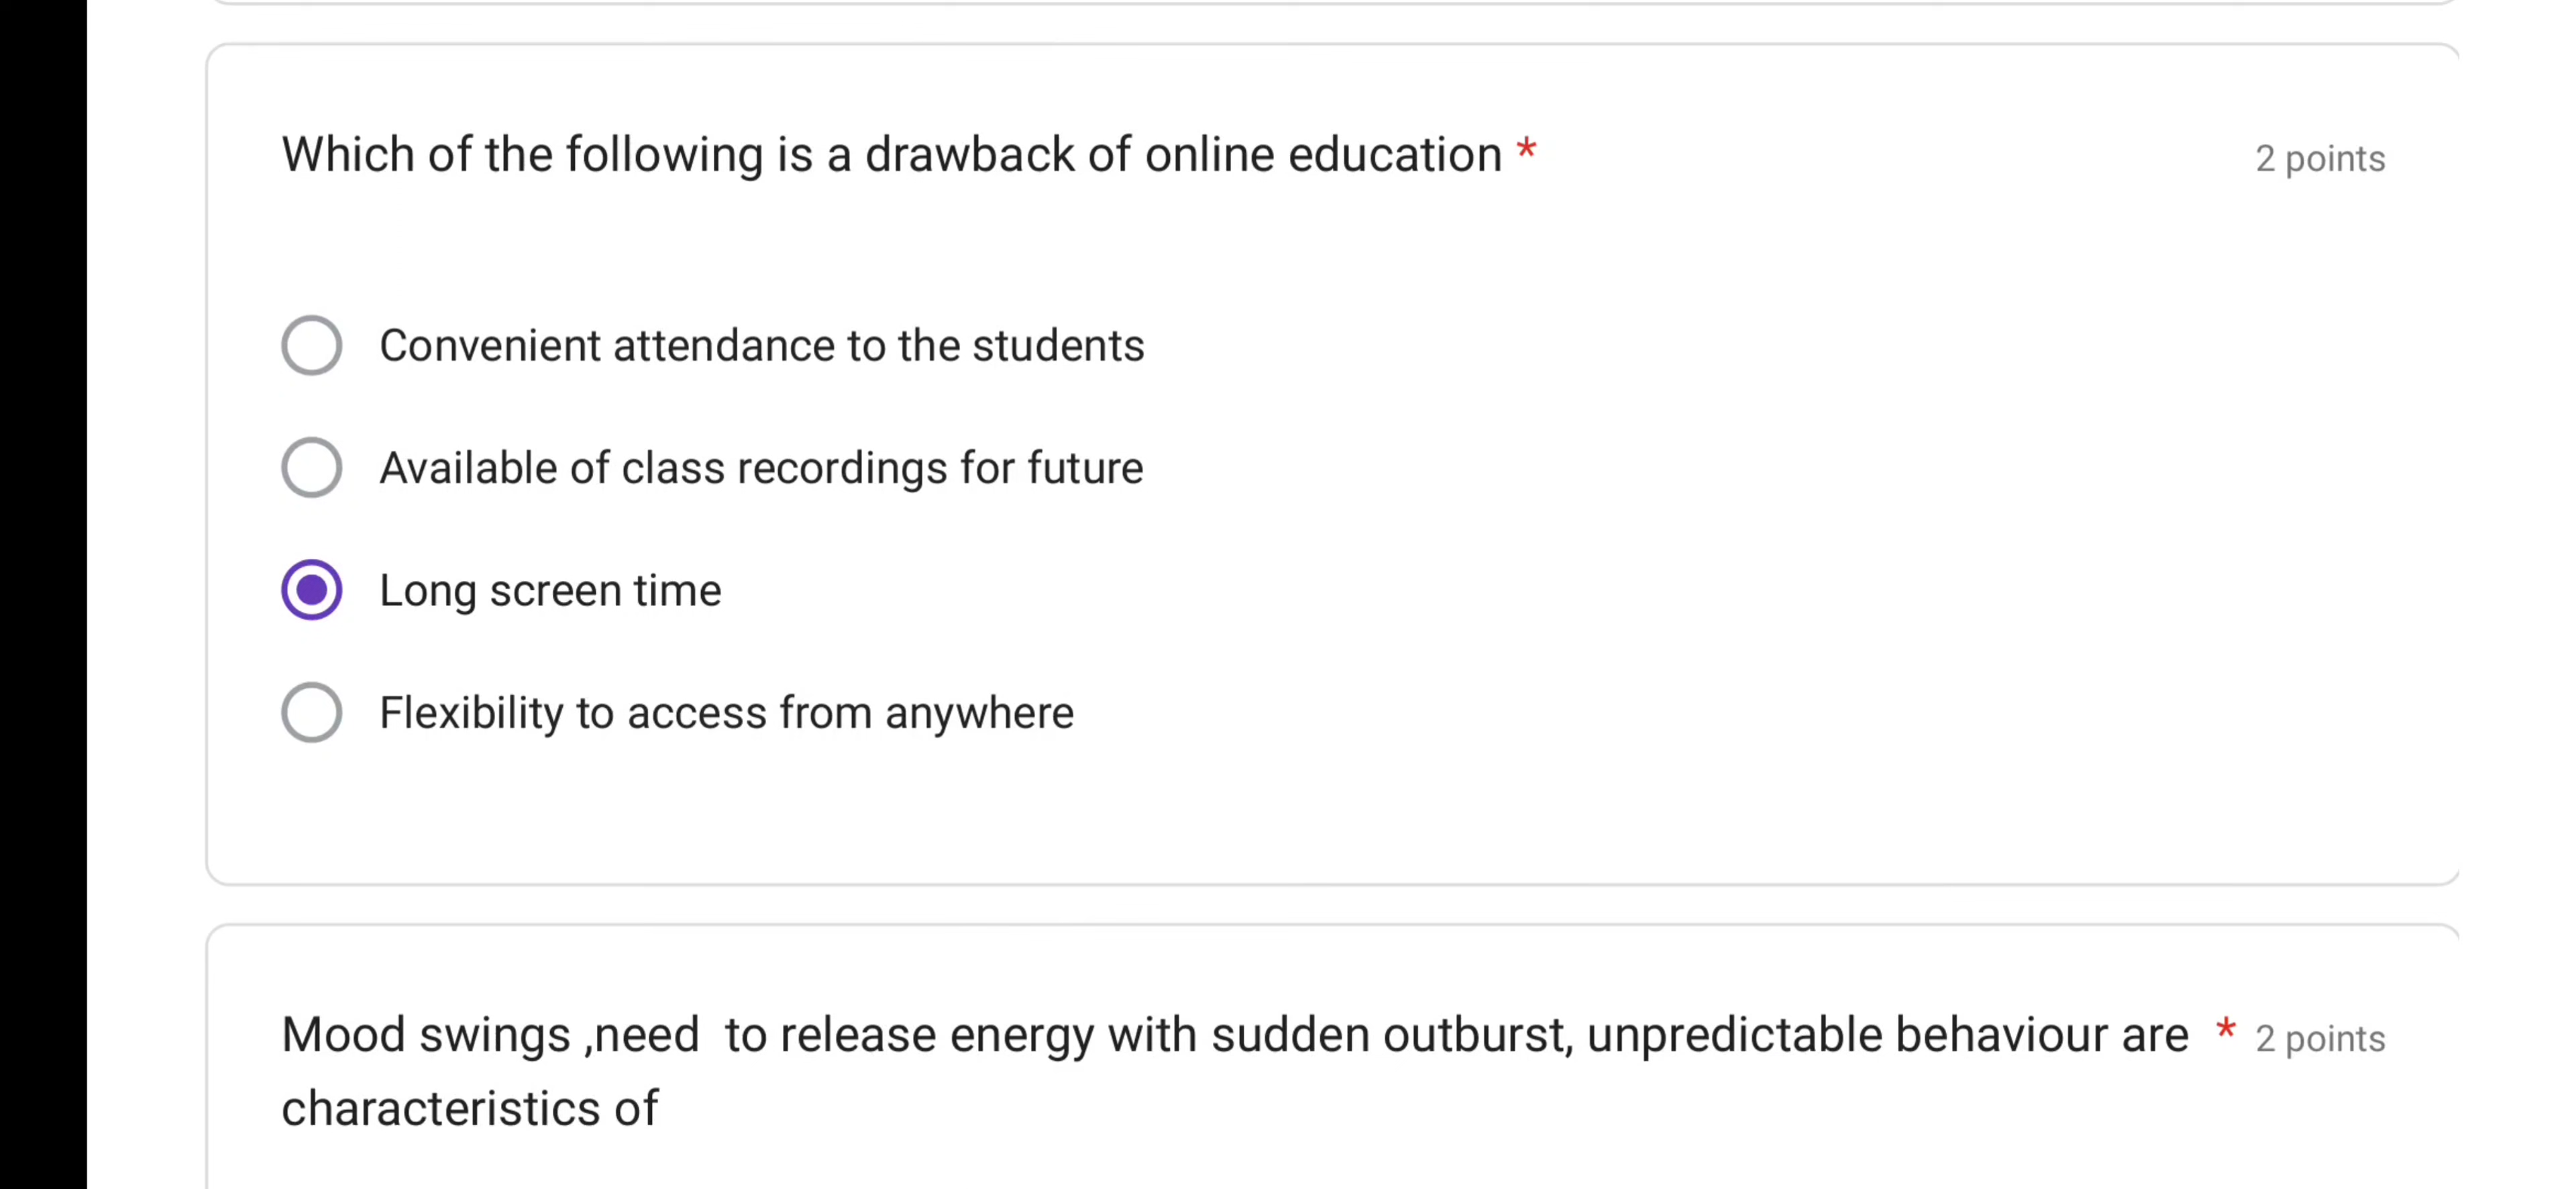 Which of the following is a drawback of online education *
2 points
Convenient attendance to the students
Available of class recordings for future
Long screen time
Flexibility to access from anywhere
Mood swings ,need  to release energy with sudden outburst, unpredictable behaviour are * 2 points
characteristics of